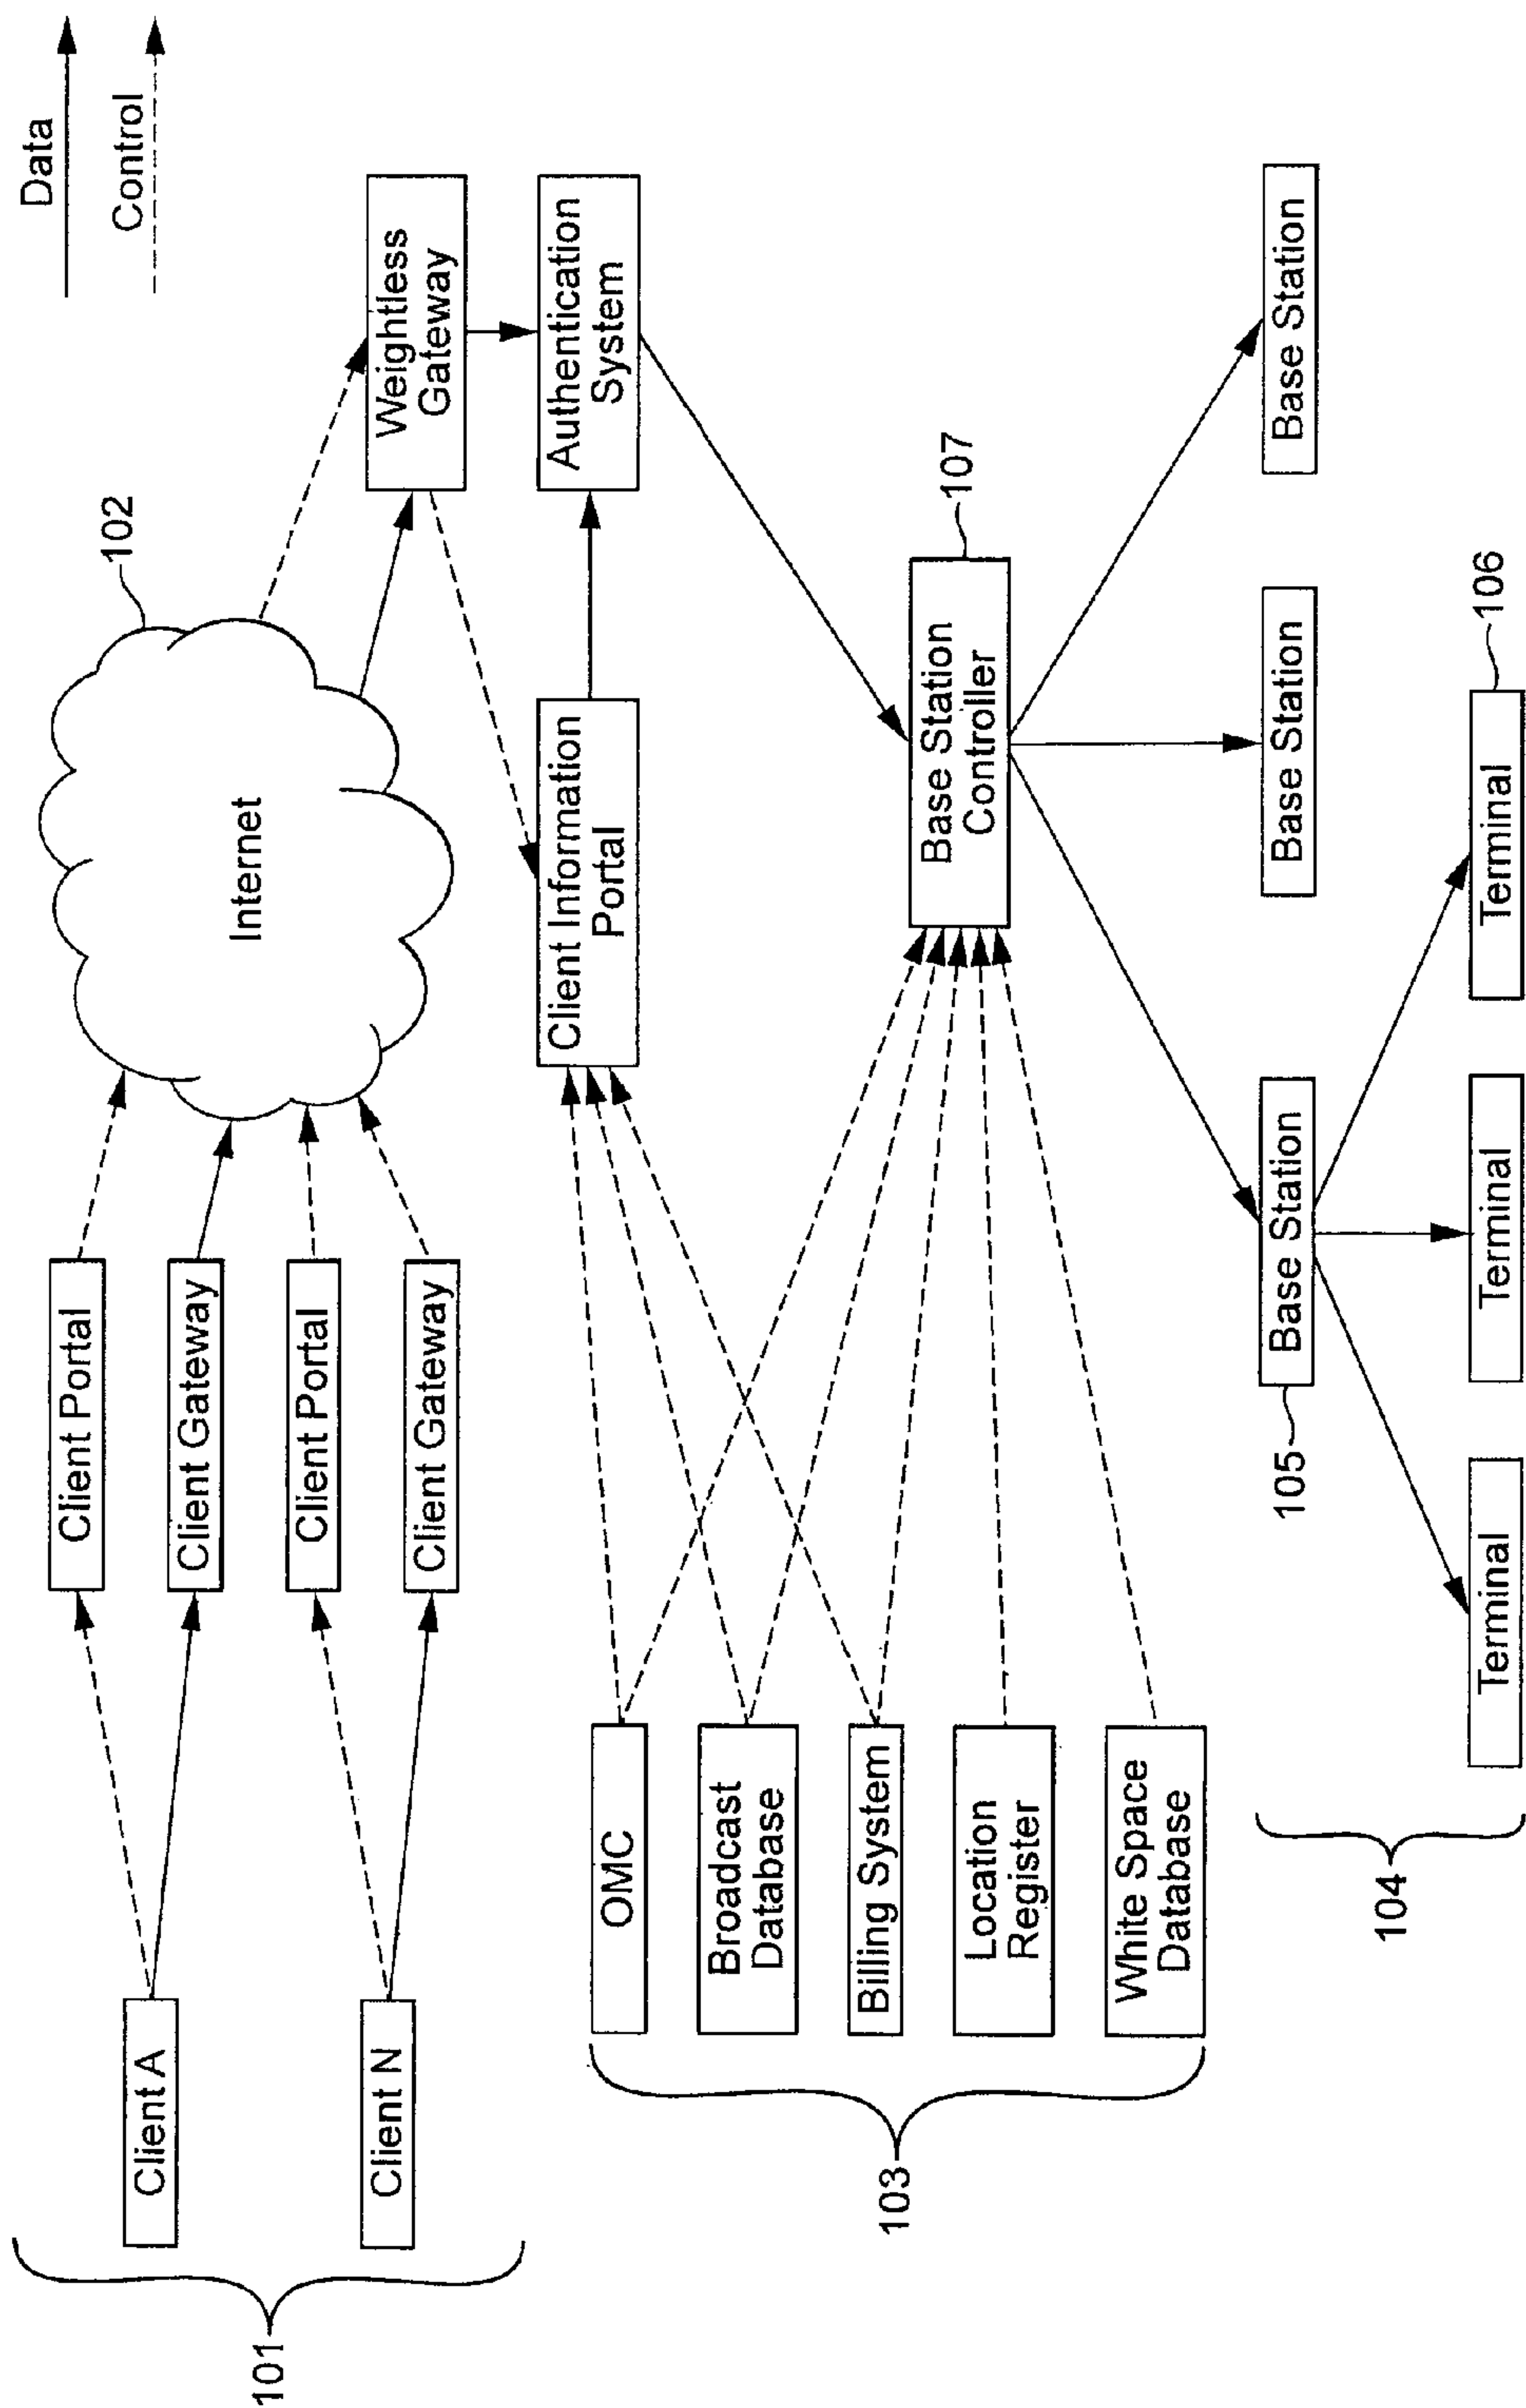 Data
Control
102
Internet
Client Portal
Client Gateway
Client Portal
Client Gateway
Client A
Client N
101
Weightless
Gateway
Authentication
System
Client Information
Portal
OMC
Broadcast
Database
Billing System
Location
Register
White Space
Database
103
Base Station
Controller
107
Base Station
Base Station
Base Station
105
Terminal
Terminal
Terminal
106
104